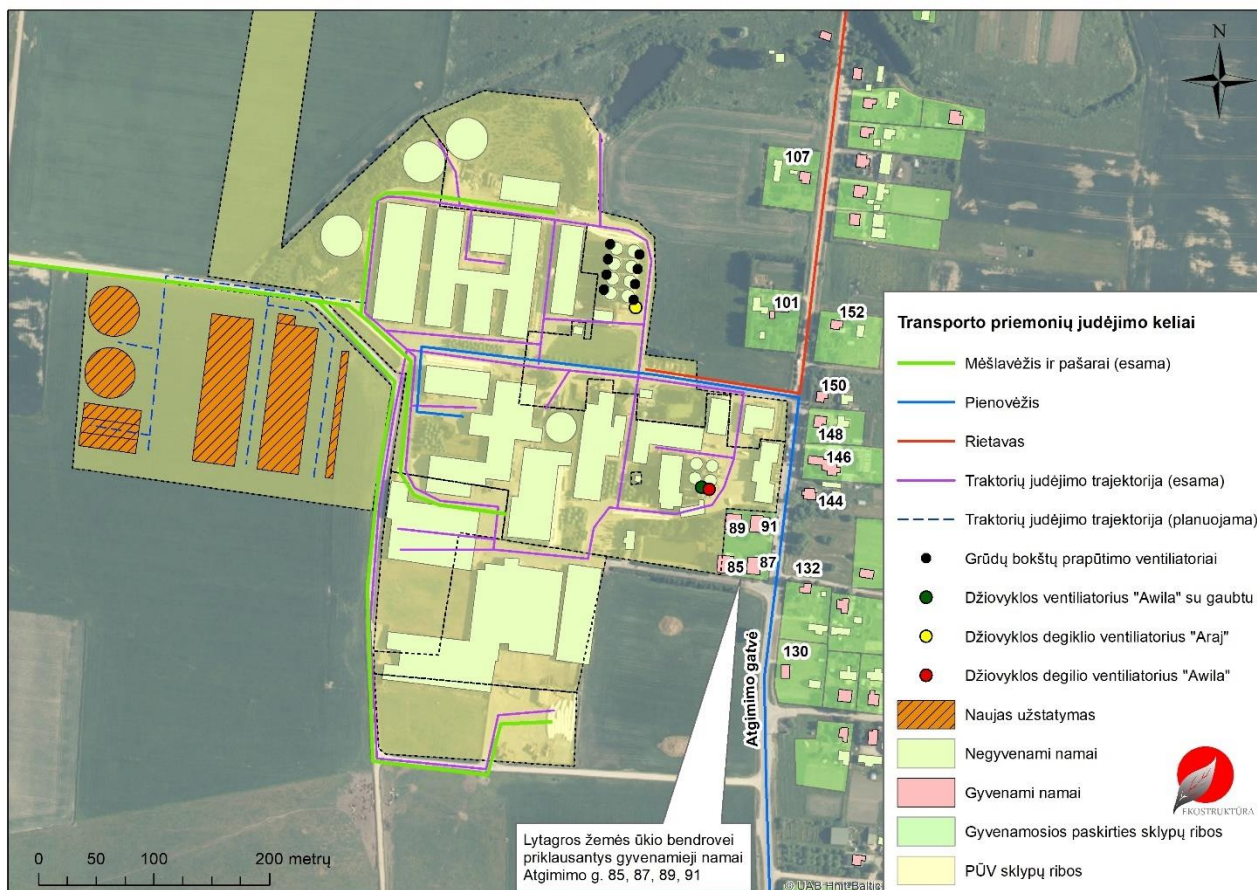 N
107
101
152
150
148
146
144
89
91
85
87
132
130
Atgimimo gatvė
Transporto priemonių judėjimo keliai
Mėšlavėžis ir pašarai (esama)
Pienovėžis
Rietavas
Traktorių judėjimo trajektorija (esama)
Traktorių judėjimo trajektorija (planuojama)
Grūdų bokštų prapūtimo ventiliatoriai
Džiovyklos ventiliatorius "Awila" su gaubtu
Džiovyklos degiklio ventiliatorius "Araj"
Džiovyklos degilio ventiliatorius "Awila"
Naujas užstatymas
Negyvenami namai
Gyvenami namai
Gyvenamosios paskirties sklypų ribos
PŪV sklypų ribos
EKOSTRUKTŪRA
Lytagros žemės ūkio bendrovei
priklausantys gyvenamieji namai
Atgimimo g. 85, 87, 89, 91
0 50 100 200 metrų
© UAB Hnit-Baltic